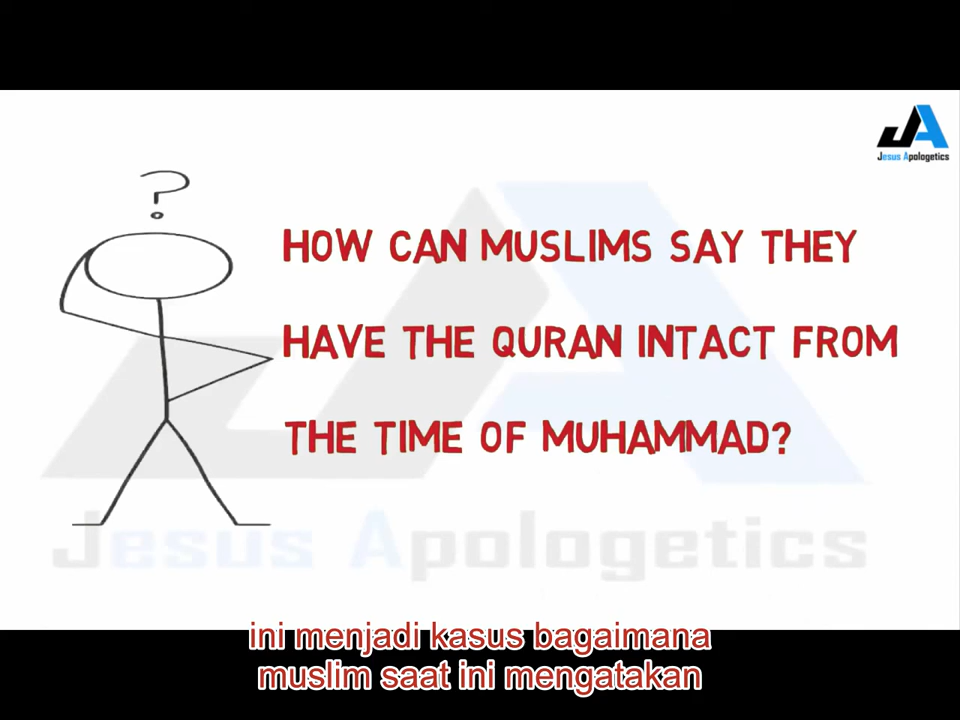 JA
Jesus Apologetics
?
HOW CAN MUSLIMS SAY THEY
HAVE THE QURAN INTACT FROM
THE TIME OF MUHAMMAD?
Jesus Apologetics
ini menjadi kasus bagaimana
muslim saat ini mengatakan